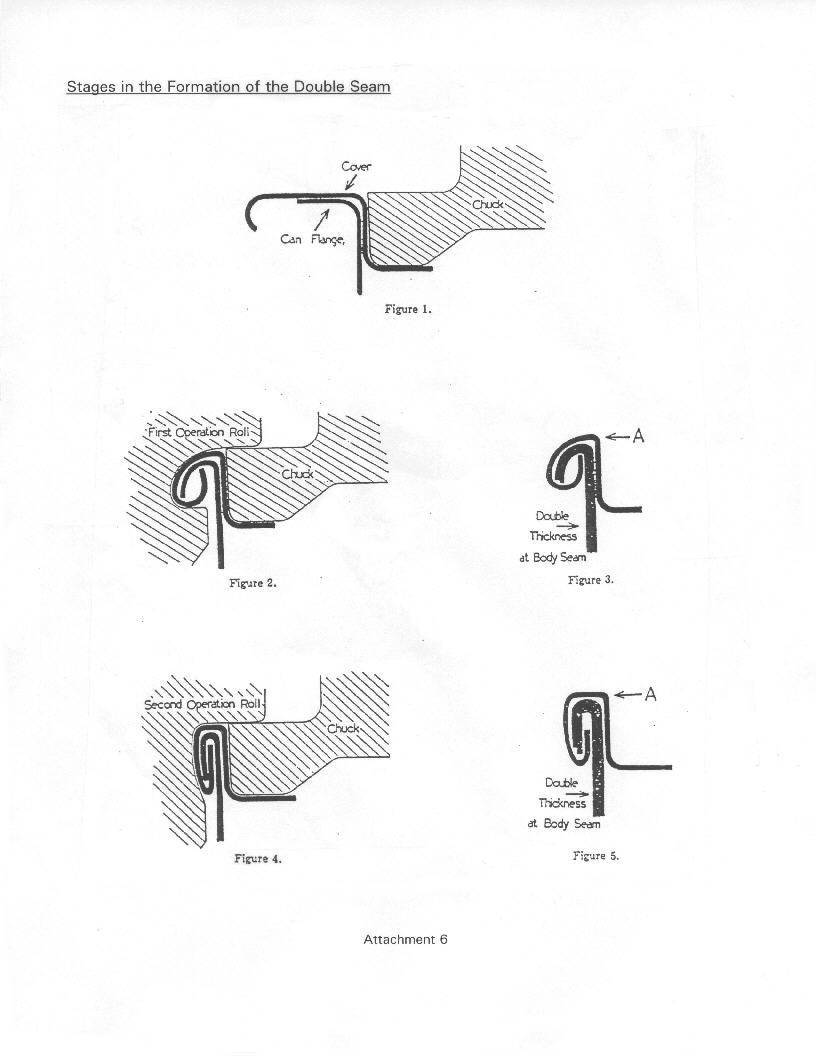 Stages in the Formation of the Double Seam
Cover
Chuck
Can Flange,
Figure 1.
First Operation Roll
Chuck
Figure 2.
A
Double
Thickness
at Body Seam
Figure 3.
Second Operation Roll
Chuck
Figure 4.
A
Double
Thickness
at Body Seam
Figure 5.
Attachment 6